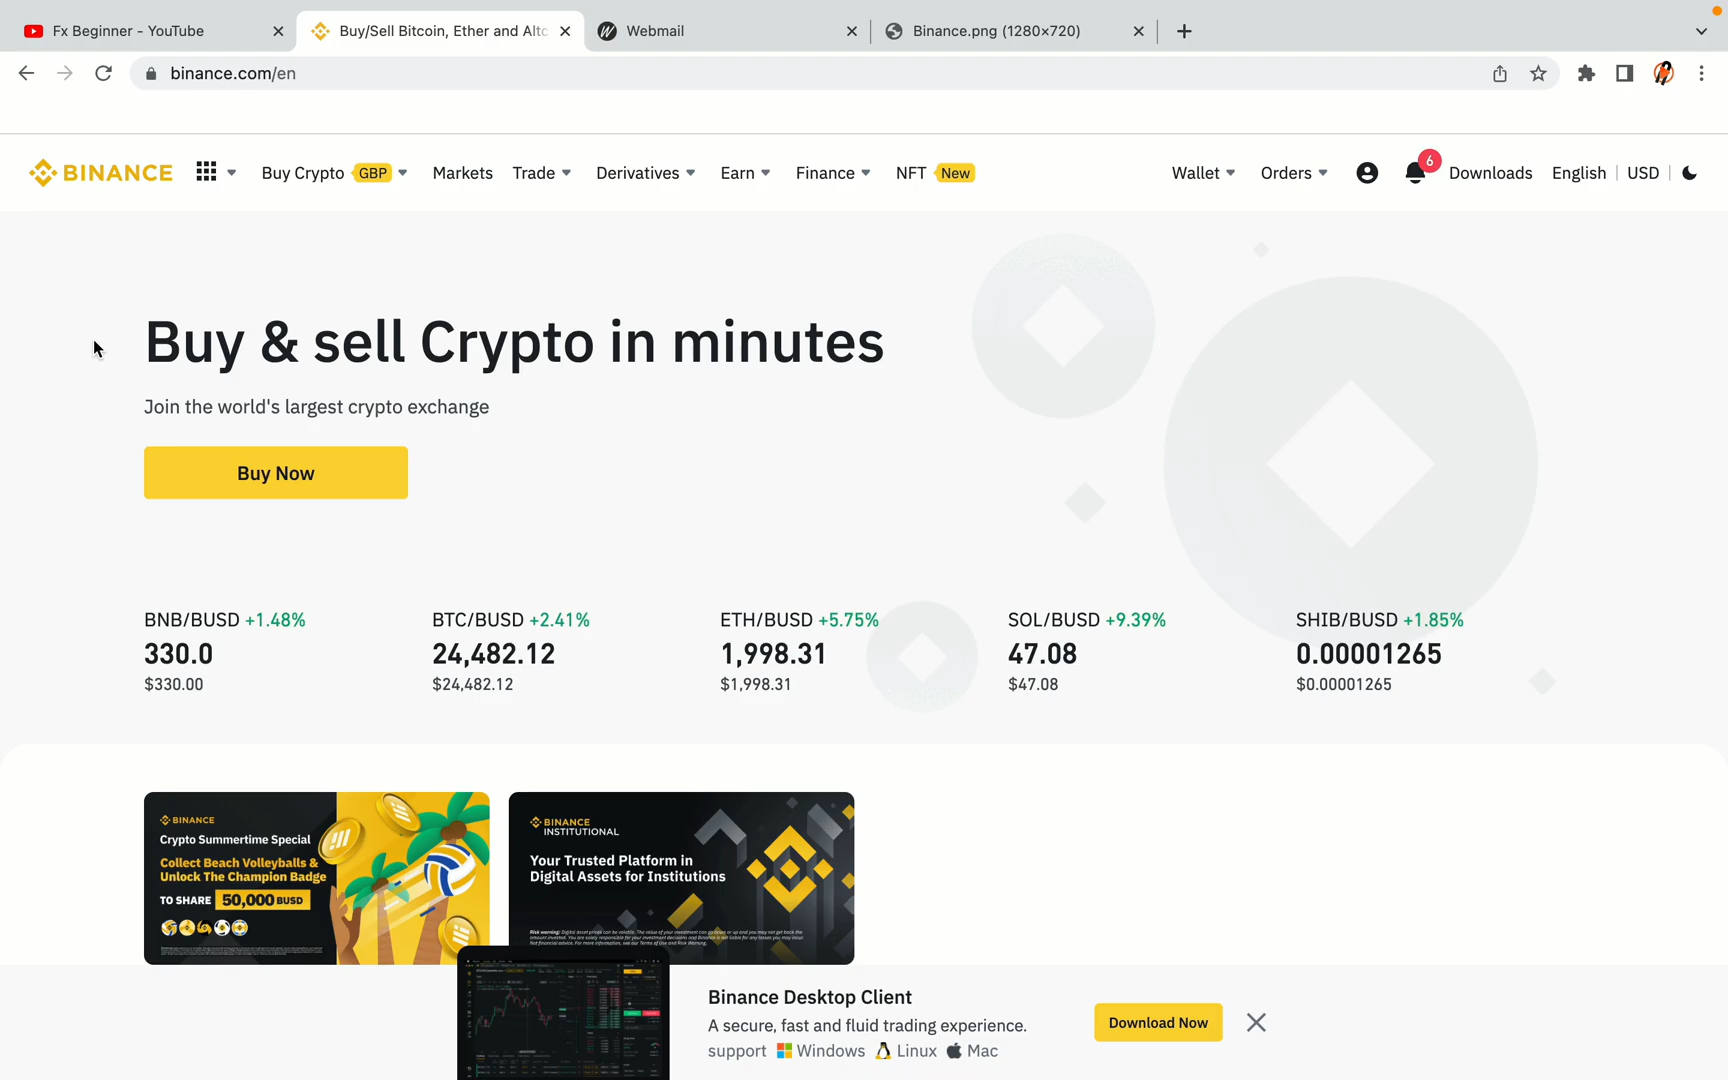 Fx Beginner - YouTube
Buy/Sell Bitcoin, Ether and Altc
Webmail
Binance.png (1280×720)
binance.com/en
BINANCE
Buy Crypto GBP
Markets
Trade
Derivatives
Earn
Finance
NFT New
Wallet
Orders
6
Downloads
English
USD
Buy & sell Crypto in minutes
Join the world's largest crypto exchange
Buy Now
BNB/BUSD +1.48%
330.0
$330.00
BTC/BUSD +2.41%
24,482.12
$24,482.12
ETH/BUSD +5.75%
1,998.31
$1,998.31
SOL/BUSD +9.39%
47.08
$47.08
SHIB/BUSD +1.85%
0.00001265
$0.00001265
BINANCE
Crypto Summertime Special
Collect Beach Volleyballs &
Unlock The Champion Badge
TO SHARE 50,000 BUSD
BINANCE
INSTITUTIONAL
Your Trusted Platform in
Digital Assets for Institutions
Binance Desktop Client
A secure, fast and fluid trading experience.
support Windows Linux Mac
Download Now